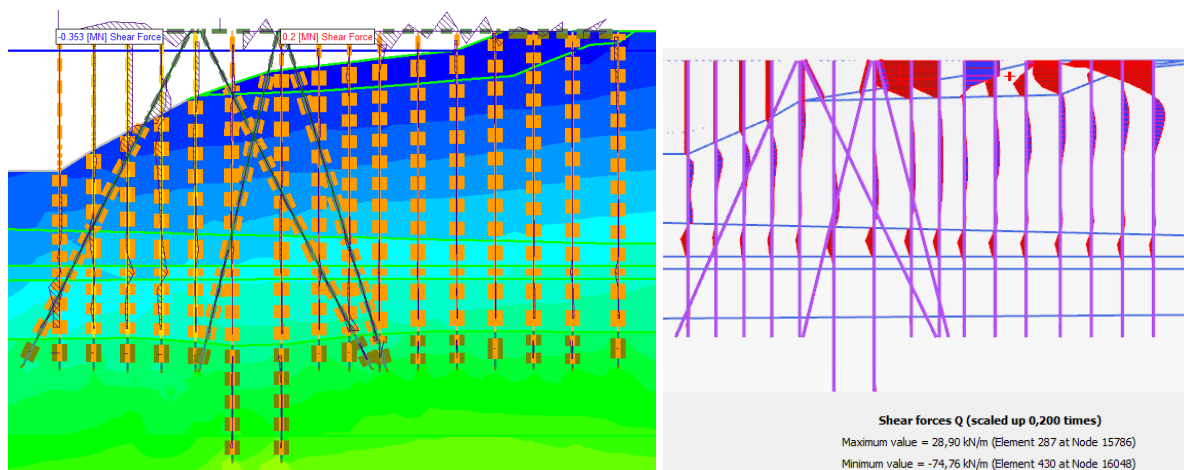 -0.353 [MN] Shear Force
0.2 [MN] Shear Force
Shear forces Q (scaled up 0,200 times)
Maximum value = 28,90 kN/m (Element 287 at Node 15786)
Minimum value = -74,76 kN/m (Element 430 at Node 16048)